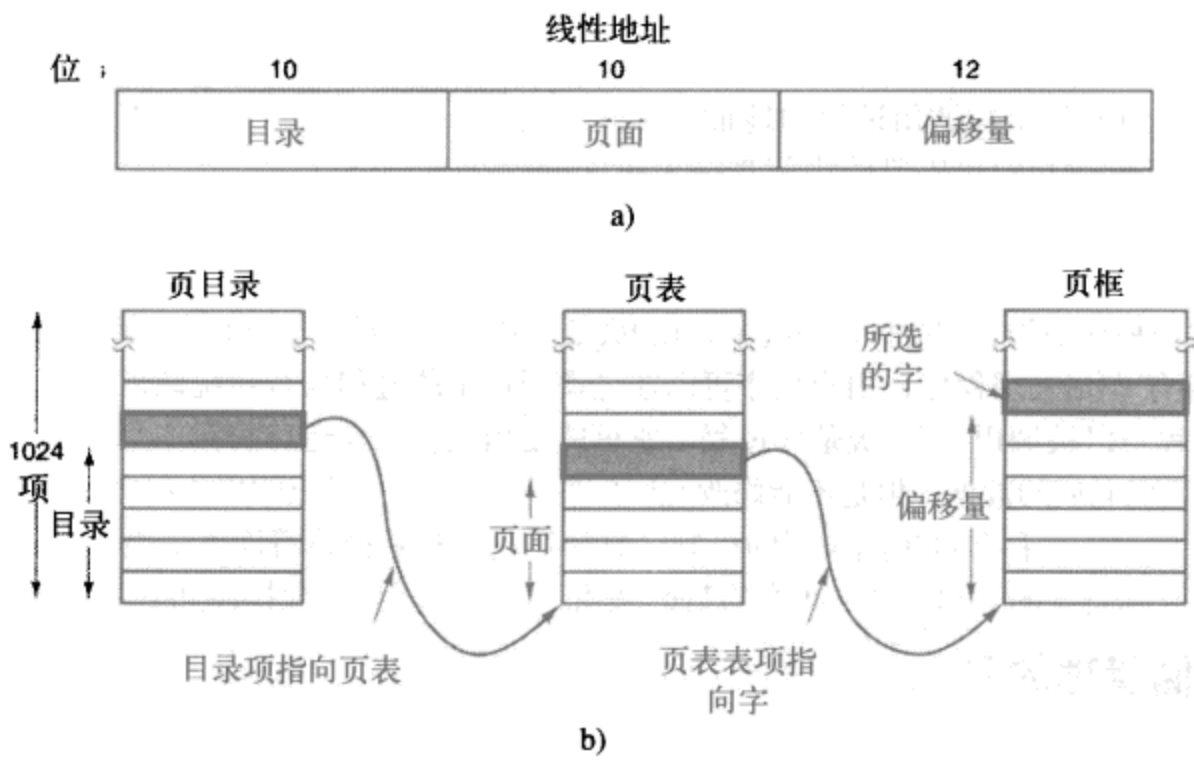 线性地址
位 10 10 12
目录 页面 偏移量
a)
页目录 页表 页框
所选
的字
1024
项
目录
页面
偏移量
目录项指向页表
页表表项指
向字
b)